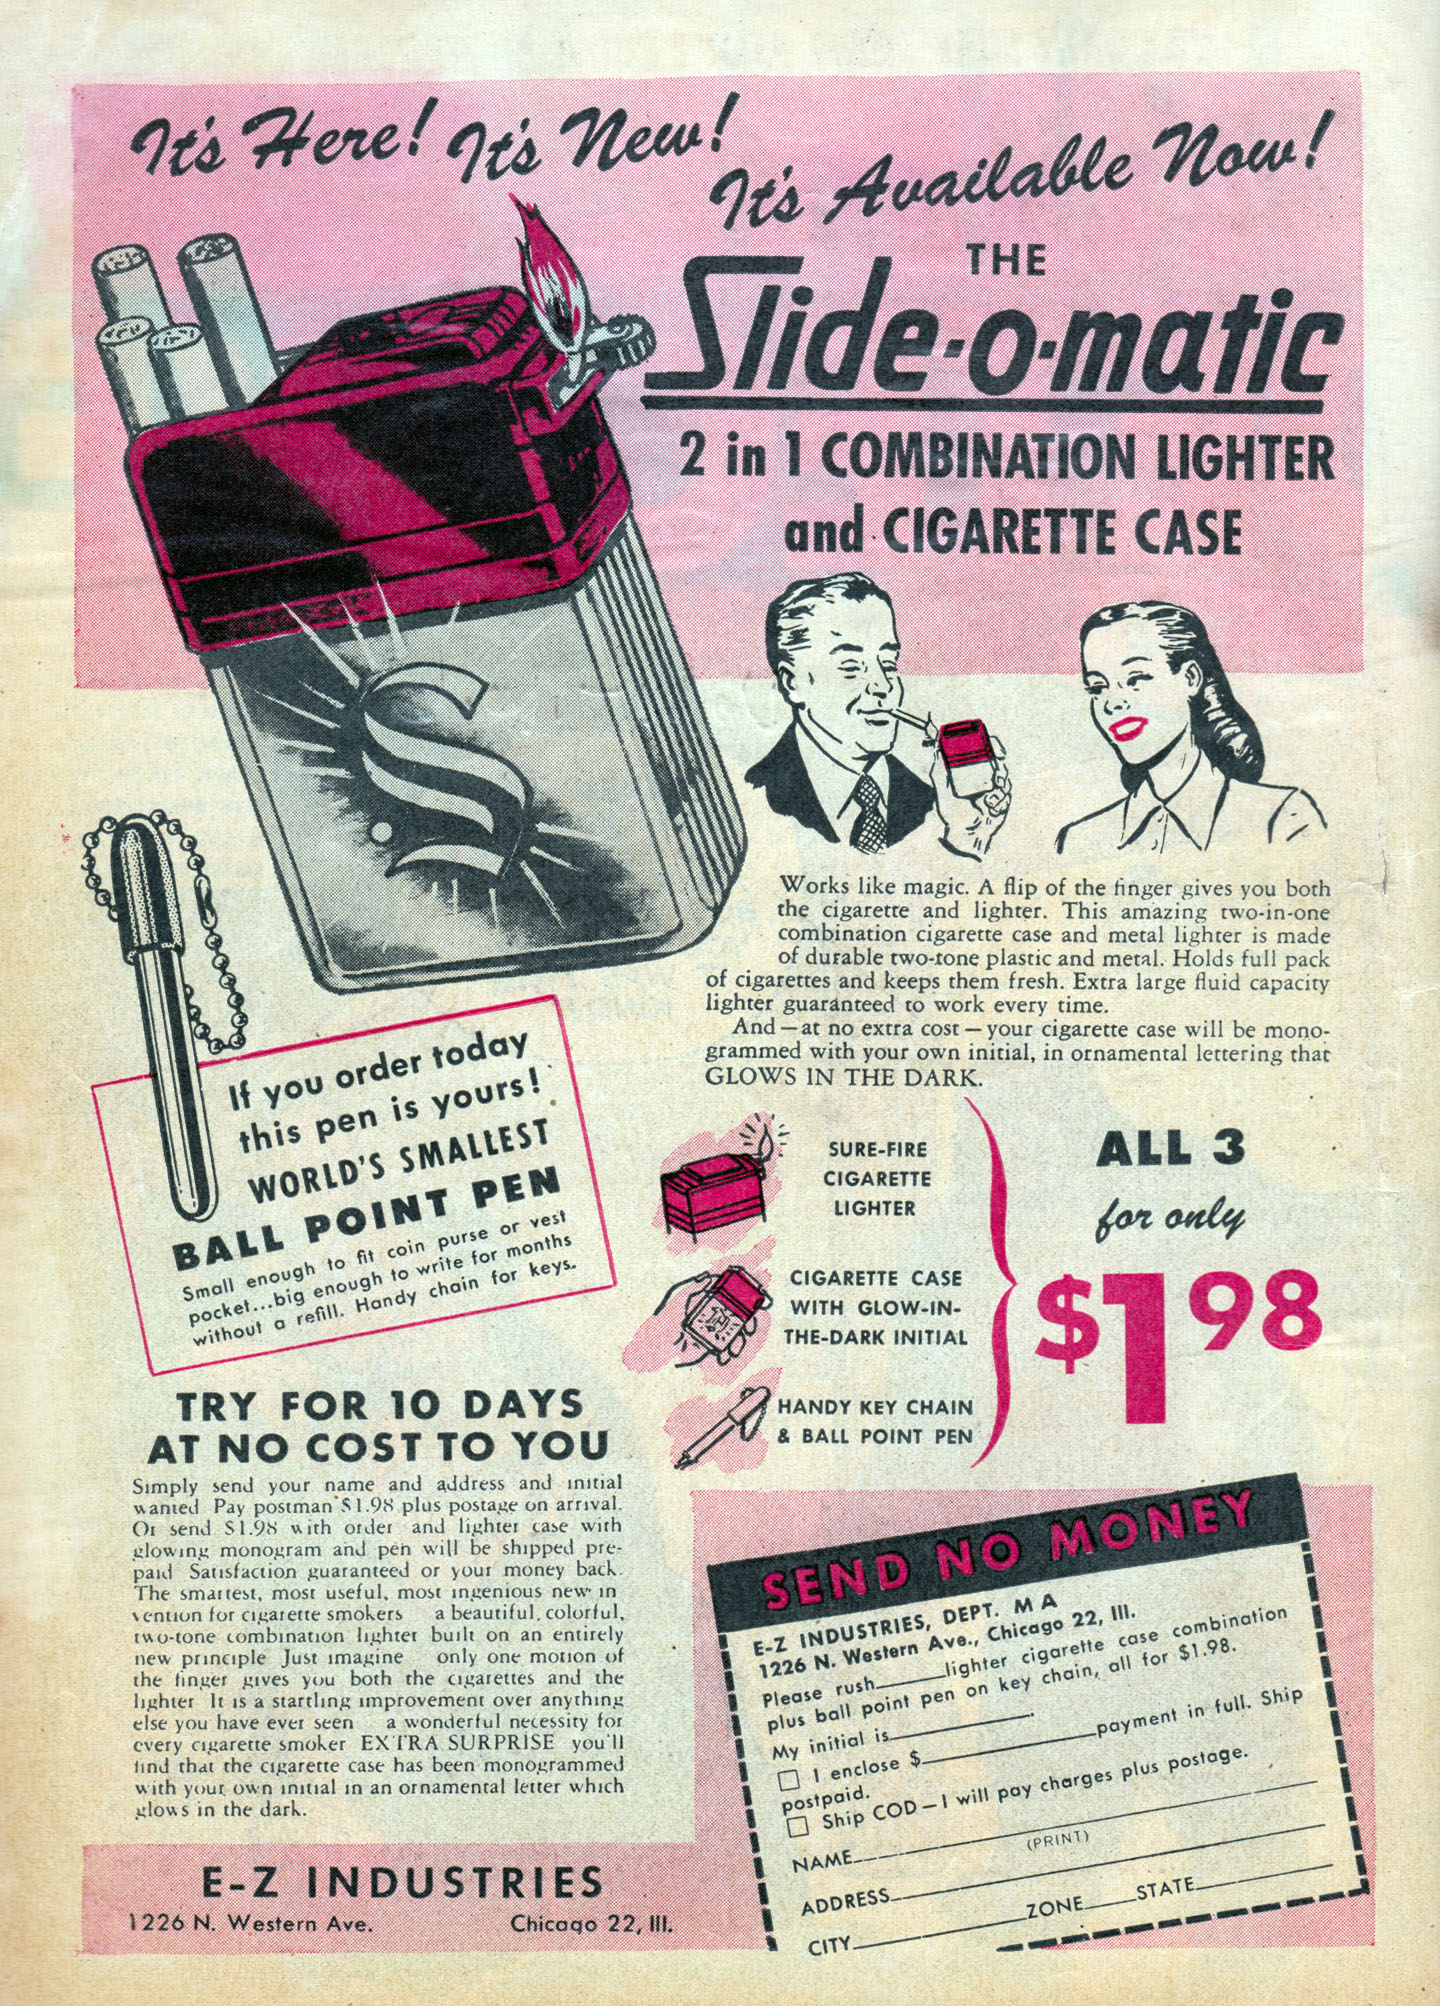 It's Here! It's New!
It's Available Now!
THE
Slide-o-matic
2 in 1 COMBINATION LIGHTER
and CIGARETTE CASE
S
Works like magic. A flip of the finger gives you both
the cigarette and lighter. This amazing two-in-one
combination cigarette case and metal lighter is made
of durable two-tone plastic and metal. Holds full pack
of cigarettes and keeps them fresh. Extra large fluid capacity
lighter guaranteed to work every time.
And—at no extra cost—your cigarette case will be mono-
grammed with your own initial, in ornamental lettering that
GLOWS IN THE DARK.
If you order today
this pen is yours!
WORLD'S SMALLEST
BALL POINT PEN
Small enough to fit coin purse or vest
pocket...big enough to write for months
without a refill. Handy chain for keys.
SURE-FIRE
CIGARETTE
LIGHTER
CIGARETTE CASE
WITH GLOW-IN-
THE-DARK INITIAL
HANDY KEY CHAIN
& BALL POINT PEN
ALL 3
for only
$1 98
TRY FOR 10 DAYS
AT NO COST TO YOU
Simply send your name and address and initial
wanted Pay postman $1.98 plus postage on arrival.
Or send $1.98 with order and lighter case with
glowing monogram and pen will be shipped pre-
paid Satisfaction guaranteed or your money back.
The smartest, most useful, most ingenious new in
vention for cigarette smokers a beautiful, colorful,
two-tone combination lighter built on an entirely
new principle Just imagine only one motion of
the finger gives you both the cigarettes and the
lighter It is a startling improvement over anything
else you have ever seen a wonderful necessity for
every cigarette smoker EXTRA SURPRISE you'll
find that the cigarette case has been monogrammed
with your own initial in an ornamental letter which
glows in the dark.
E-Z INDUSTRIES
1226 N. Western Ave. Chicago 22, Ill.
SEND NO MONEY
E-Z INDUSTRIES, DEPT. M A
1226 N. Western Ave., Chicago 22, Ill.
Please rush lighter cigarette case combination
plus ball point pen on key chain, all for $1.98.
My initial is .
I enclose $ payment in full. Ship
postpaid.
Ship COD—I will pay charges plus postage.
NAME
(PRINT)
ADDRESS
CITY ZONE STATE